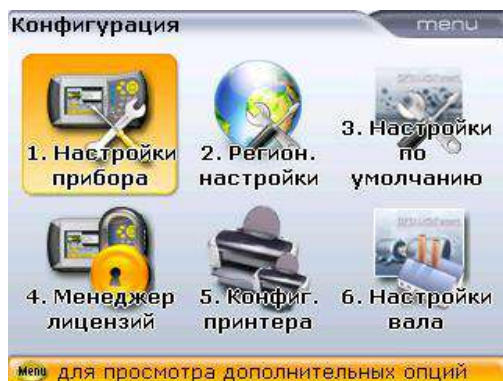 Конфигурация
menu
1. Настройки
прибора
2. Регион.
настройки
3. Настройки
по
умолчанию
4. Менеджер
лицензий
5. Конфиг.
принтера
6. Настройки
вала
Menu для просмотра дополнительных опций